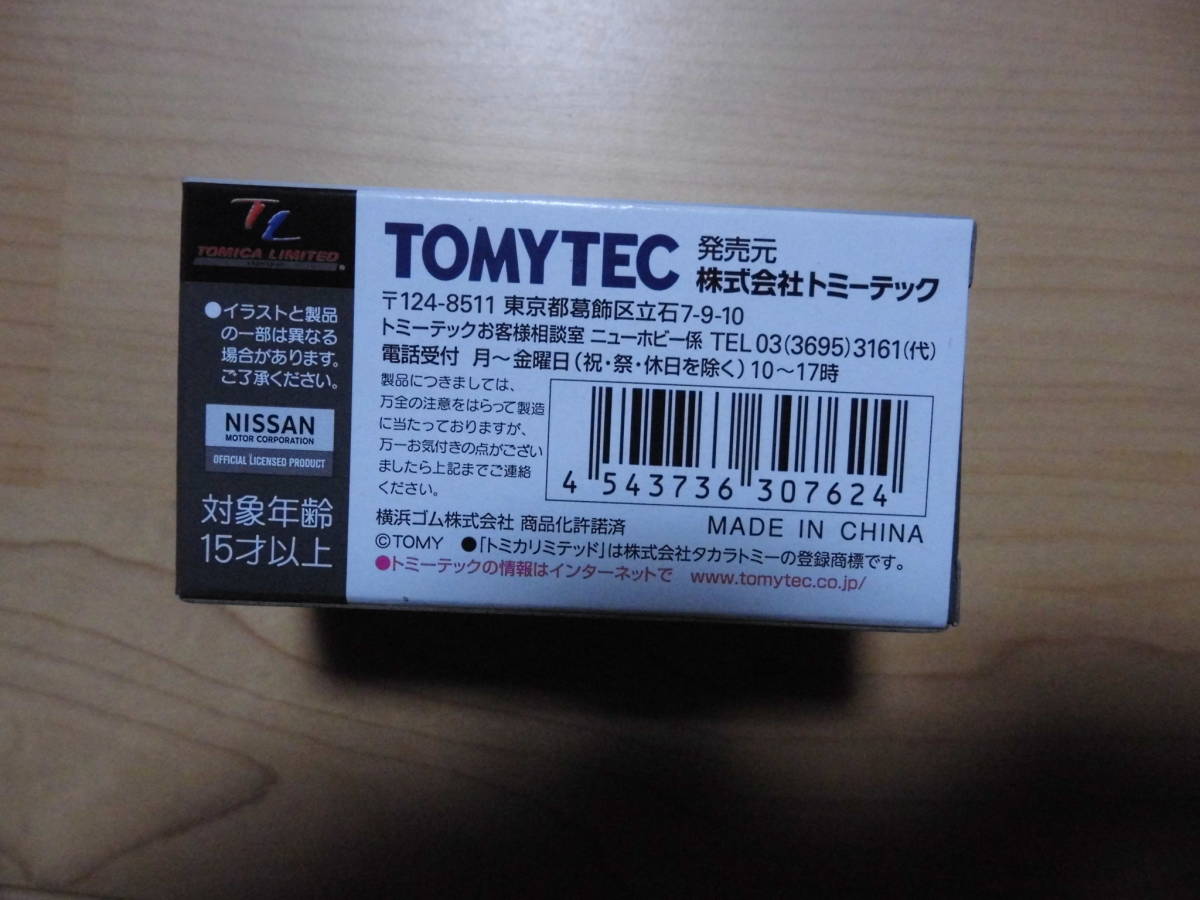 TL
TOMICA LIMITED
●イラストと製品
の一部は異なる
場合があります。
ご了承ください。
NISSAN
MOTOR CORPORATION
OFFICIAL LICENSED PRODUCT
対象年齢
15才以上
TOMYTEC 発売元
株式会社トミーテック
〒124-8511 東京都葛飾区立石7-9-10
トミーテックお客様相談室 ニューホビー係 TEL 03(3695)3161(代)
電話受付 月～金曜日(祝・祭・休日を除く)10～17時
製品につきましては、
万全の注意をはらって製造
に当たっておりますが、
万一お気付きの点がござい
ましたら上記までご連絡
ください。
4 543736 307624
横浜ゴム株式会社 商品化許諾済 MADE IN CHINA
©TOMY ●「トミカリミテッド」は株式会社タカラトミーの登録商標です。
●トミーテックの情報はインターネットで www.tomytec.co.jp/